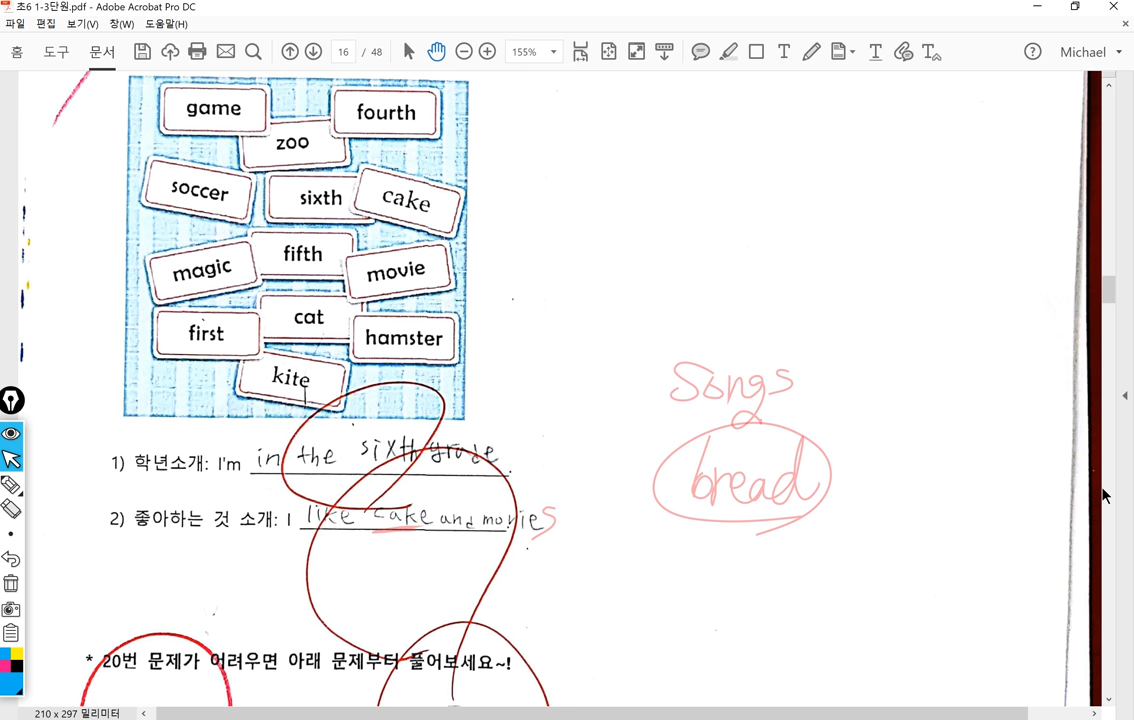 초6 1-3단원.pdf - Adobe Acrobat Pro DC
파일 편집 보기(V) 창(W) 도움말(H)
홈 도구 문서 16 / 48 155% Michael
game fourth
zoo
soccer sixth cake
magic fifth movie
first cat hamster
kite
Songs
bread
1) 학년소개: I'm in the sixth grade.
2) 좋아하는 것 소개: I like cake and movies.
* 20번 문제가 어려우면 아래 문제부터 풀어보세요~!
210 x 297 밀리미터